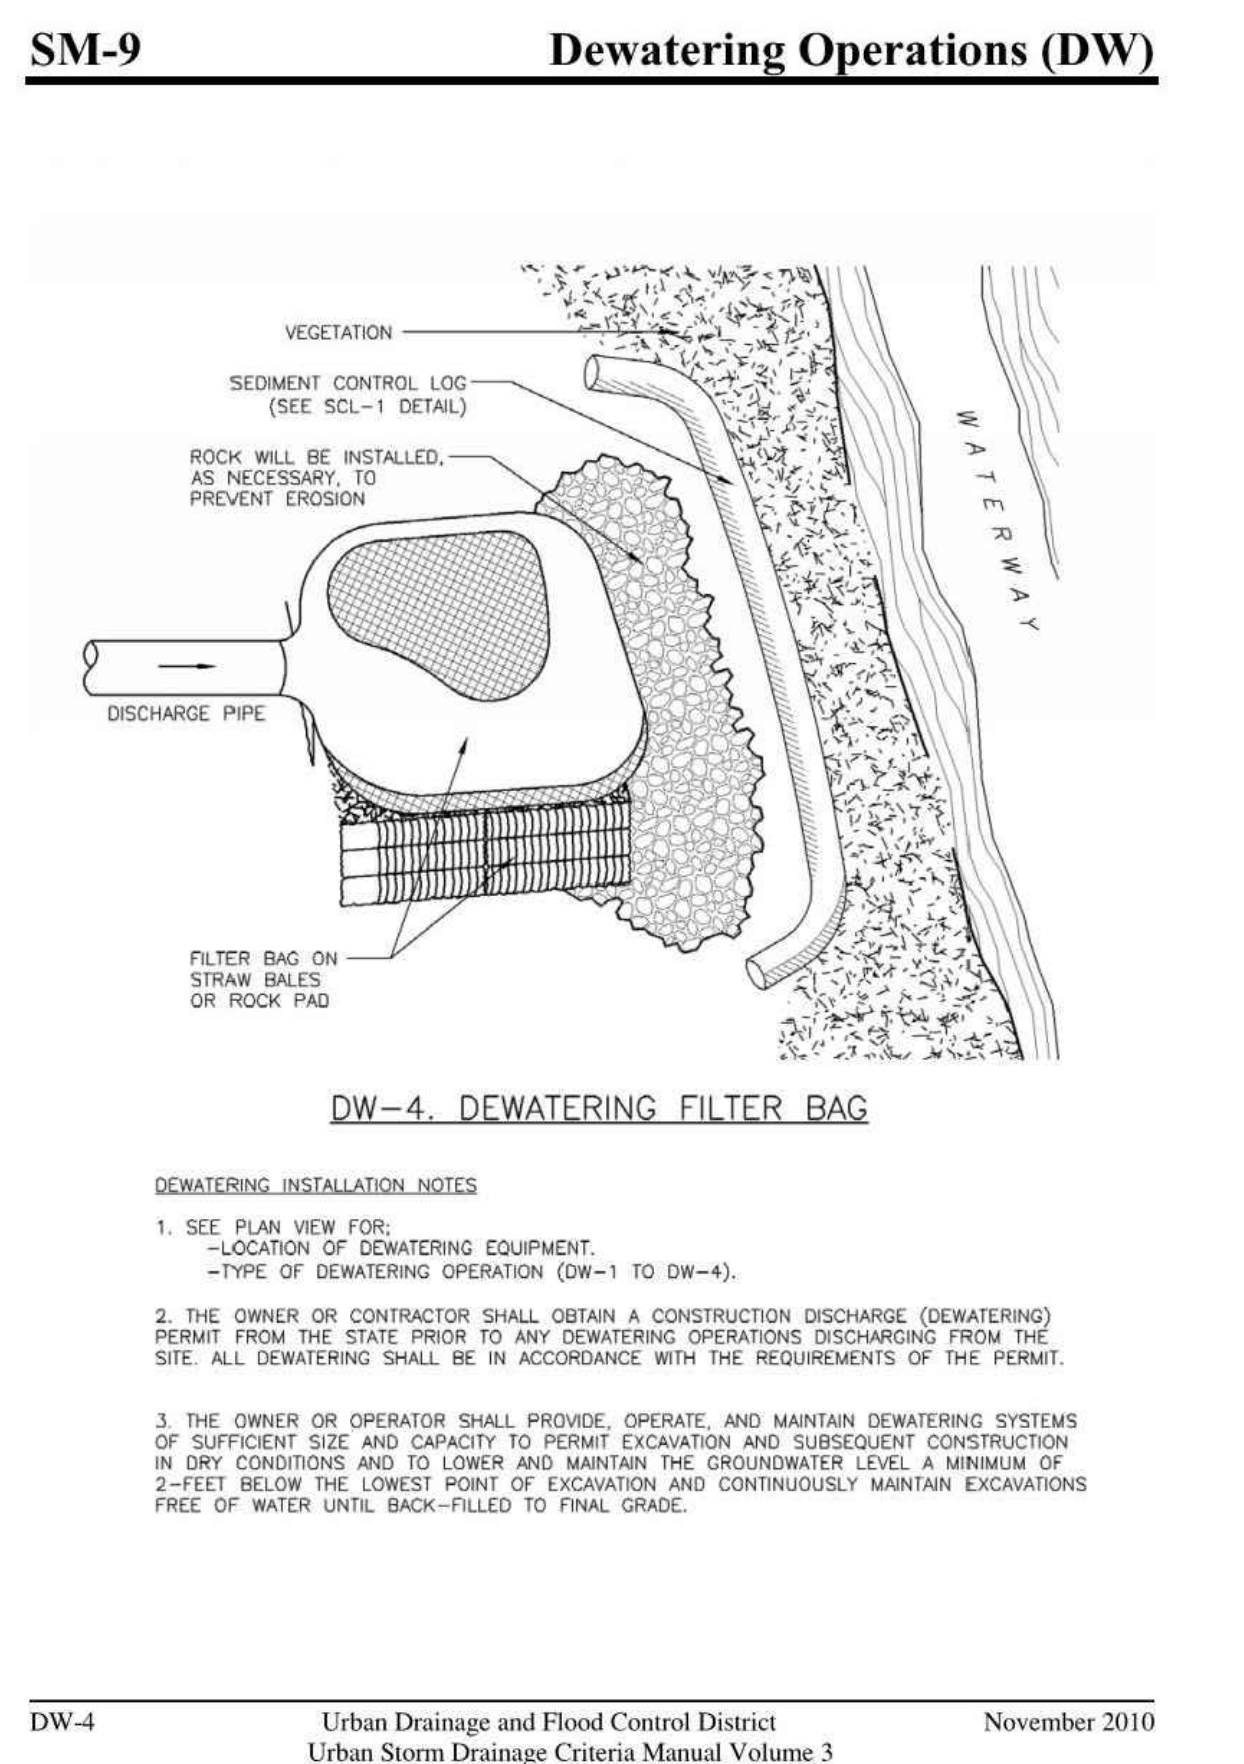 SM-9
Dewatering Operations (DW)
VEGETATION
SEDIMENT CONTROL LOG
(SEE SCL-1 DETAIL)
ROCK WILL BE INSTALLED,
AS NECESSARY, TO
PREVENT EROSION
WATERWAY
DISCHARGE PIPE
FILTER BAG ON
STRAW BALES
OR ROCK PAD
DW-4. DEWATERING FILTER BAG
DEWATERING INSTALLATION NOTES
1. SEE PLAN VIEW FOR;
-LOCATION OF DEWATERING EQUIPMENT.
-TYPE OF DEWATERING OPERATION (DW-1 TO DW-4).
2. THE OWNER OR CONTRACTOR SHALL OBTAIN A CONSTRUCTION DISCHARGE (DEWATERING)
PERMIT FROM THE STATE PRIOR TO ANY DEWATERING OPERATIONS DISCHARGING FROM THE
SITE. ALL DEWATERING SHALL BE IN ACCORDANCE WITH THE REQUIREMENTS OF THE PERMIT.
3. THE OWNER OR OPERATOR SHALL PROVIDE, OPERATE, AND MAINTAIN DEWATERING SYSTEMS
OF SUFFICIENT SIZE AND CAPACITY TO PERMIT EXCAVATION AND SUBSEQUENT CONSTRUCTION
IN DRY CONDITIONS AND TO LOWER AND MAINTAIN THE GROUNDWATER LEVEL A MINIMUM OF
2-FEET BELOW THE LOWEST POINT OF EXCAVATION AND CONTINUOUSLY MAINTAIN EXCAVATIONS
FREE OF WATER UNTIL BACK-FILLED TO FINAL GRADE.
DW-4
Urban Drainage and Flood Control District
November 2010
Urban Storm Drainage Criteria Manual Volume 3